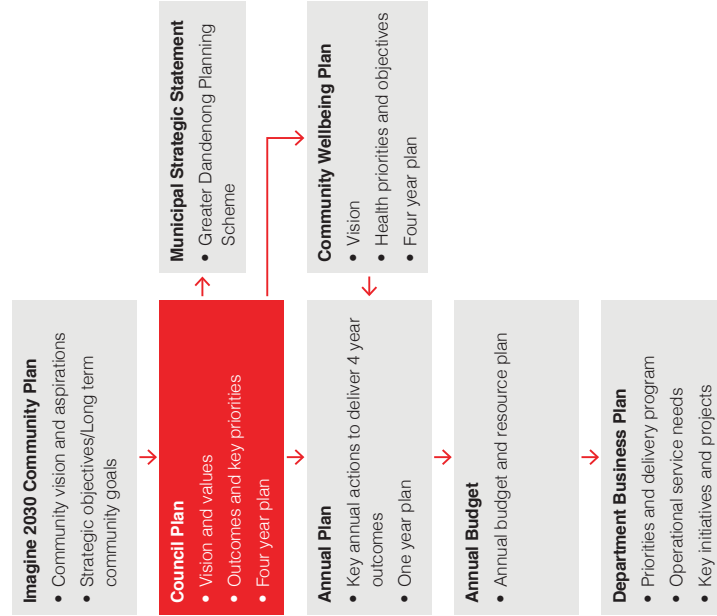 Imagine 2030 Community Plan
• Community vision and aspirations
• Strategic objectives/Long term
community goals
Council Plan
• Vision and values
• Outcomes and key priorities
• Four year plan
Municipal Strategic Statement
• Greater Dandenong Planning
Scheme
Annual Plan
• Key annual actions to deliver 4 year
outcomes
• One year plan
Community Wellbeing Plan
• Vision
• Health priorities and objectives
• Four year plan
Annual Budget
• Annual budget and resource plan
Department Business Plan
• Priorities and delivery program
• Operational service needs
• Key initiatives and projects